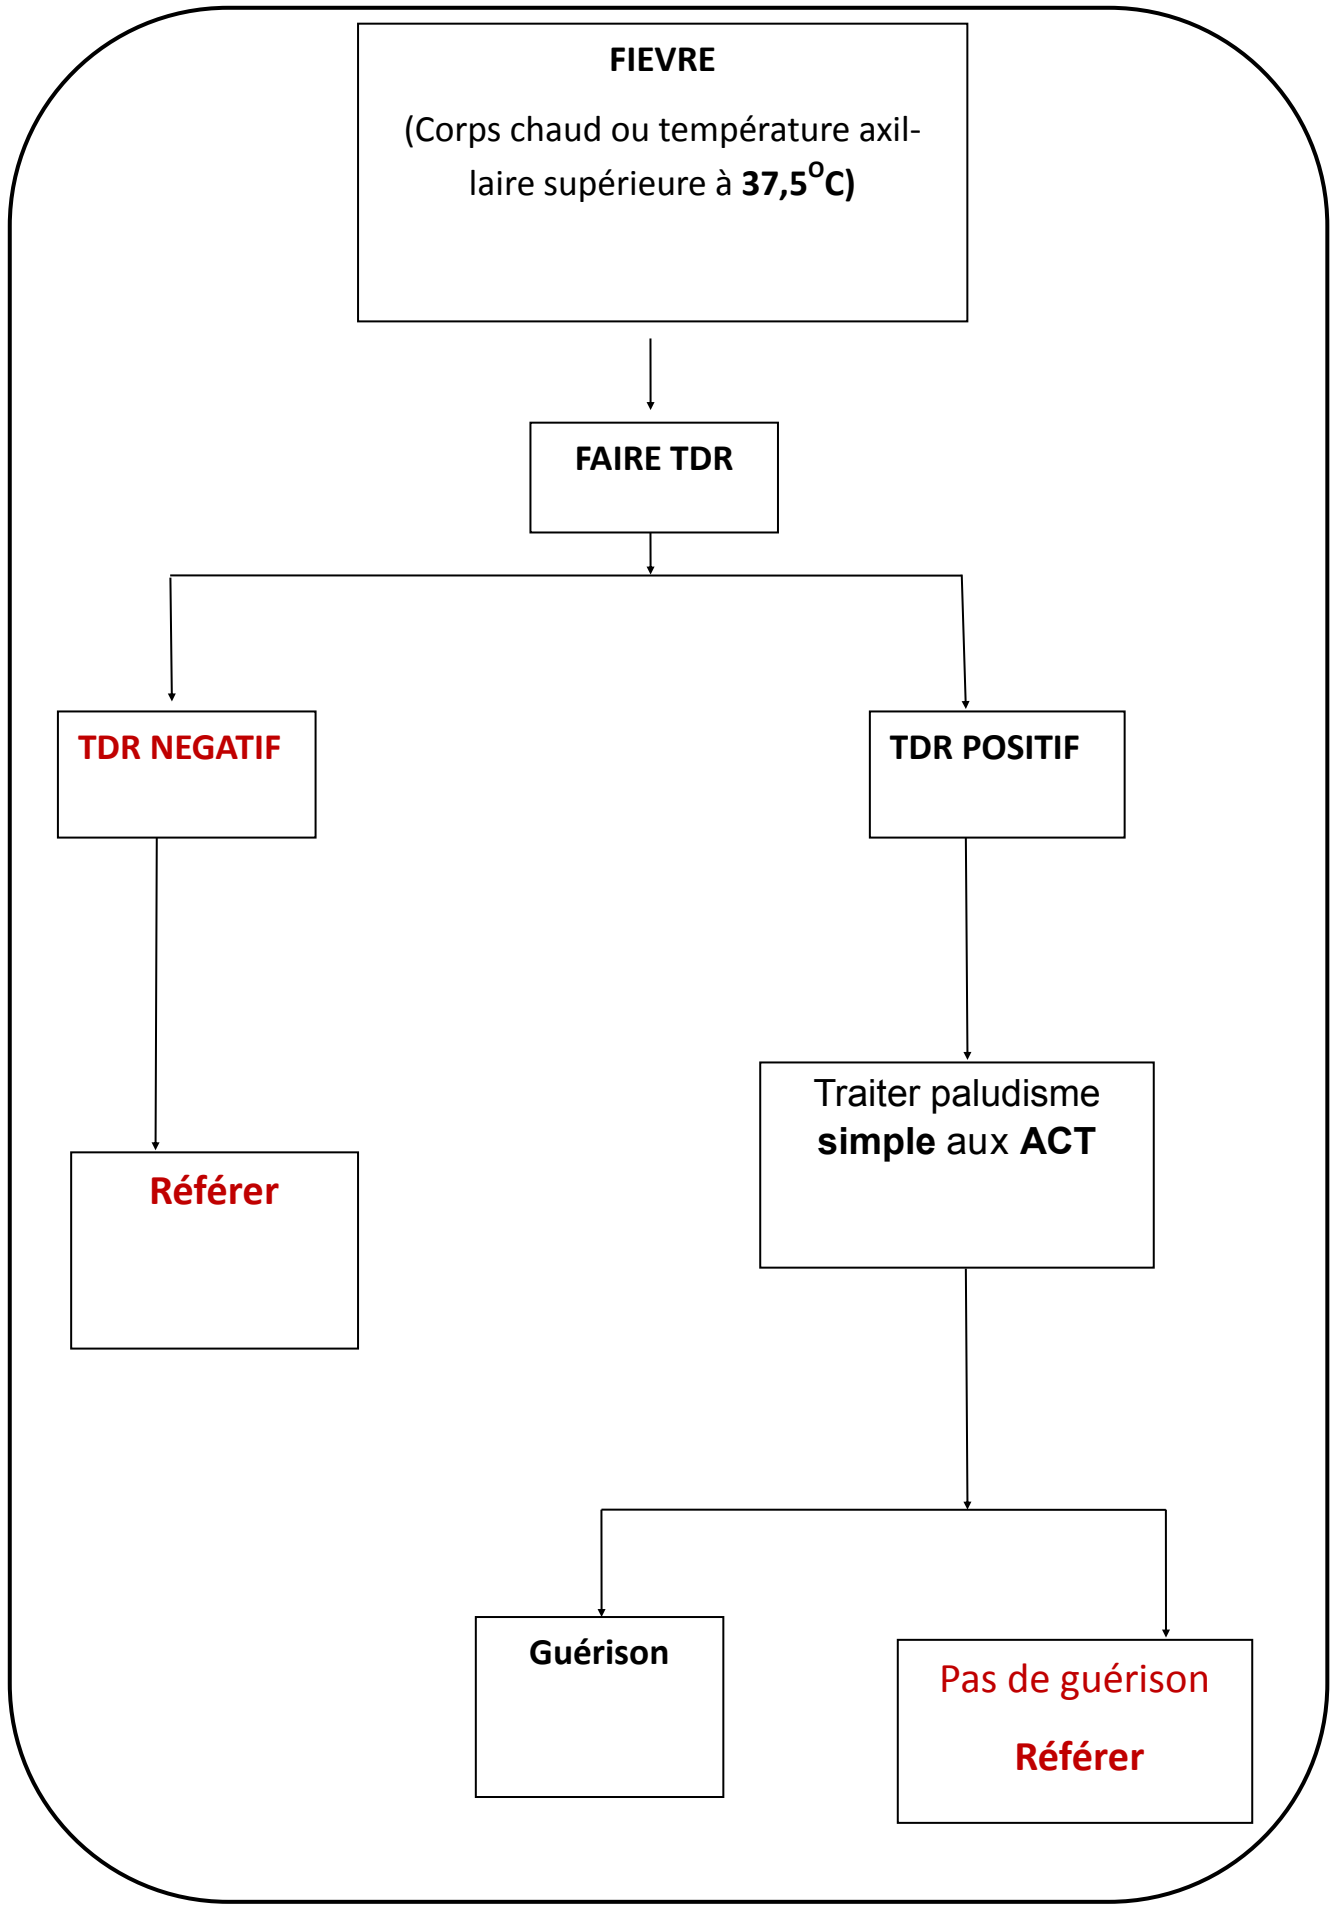 FIEVRE
(Corps chaud ou température axil-
laire supérieure à 37,5°C)
FAIRE TDR
TDR NEGATIF
TDR POSITIF
Traiter paludisme
simple aux ACT
Référer
Guérison
Pas de guérison
Référer